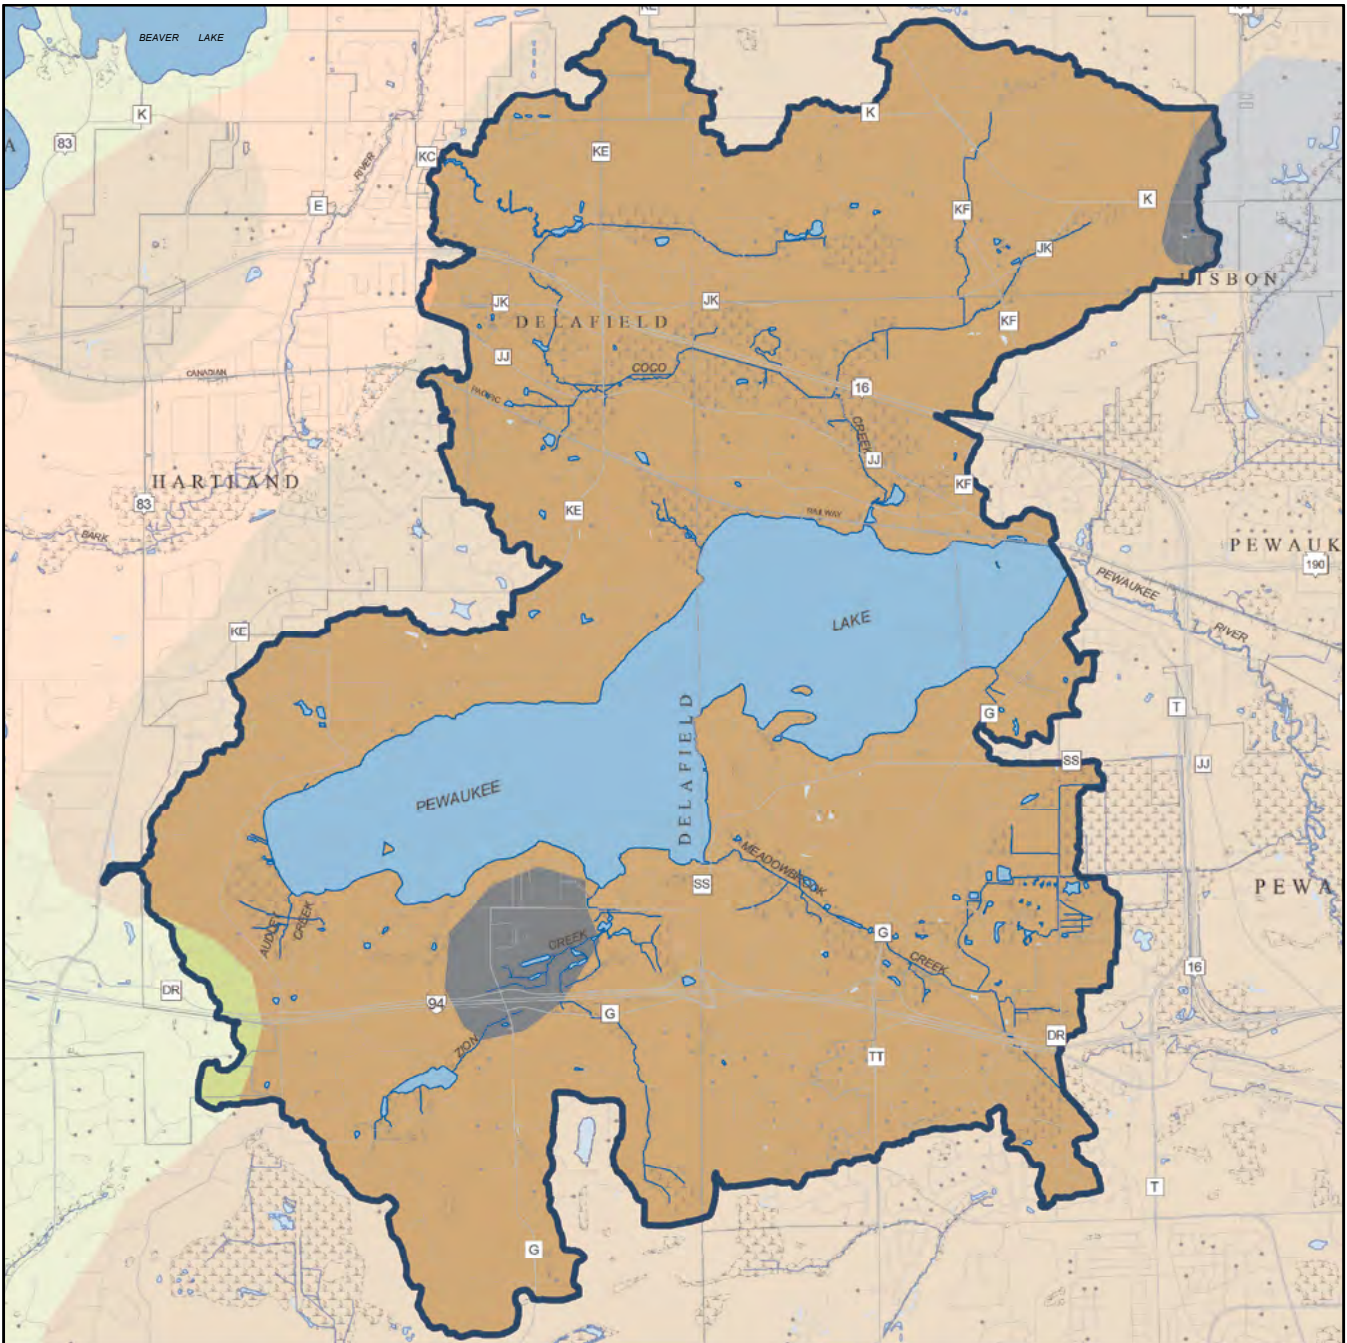 BEAVER LAKE
K
83
KC
KE
K
E
RIVER
KF
K
JK
LISBON
JK
JK
DELAFIELD
KF
JJ
CANADIAN
COCO
16
PACIFIC
CREEK
JJ
HARTLAND
83
KF
KE
RAILWAY
BARK
PEWAUK
190
PEWAUKEE
RIVER
LAKE
KE
DELAFIELD
G
T
SS
JJ
PEWAUKEE
MEADOWBROOK
SS
PEWA
AUDLEY
CREEK
CREEK
G
CREEK
16
DR
94
G
DR
ZION
TT
T
G